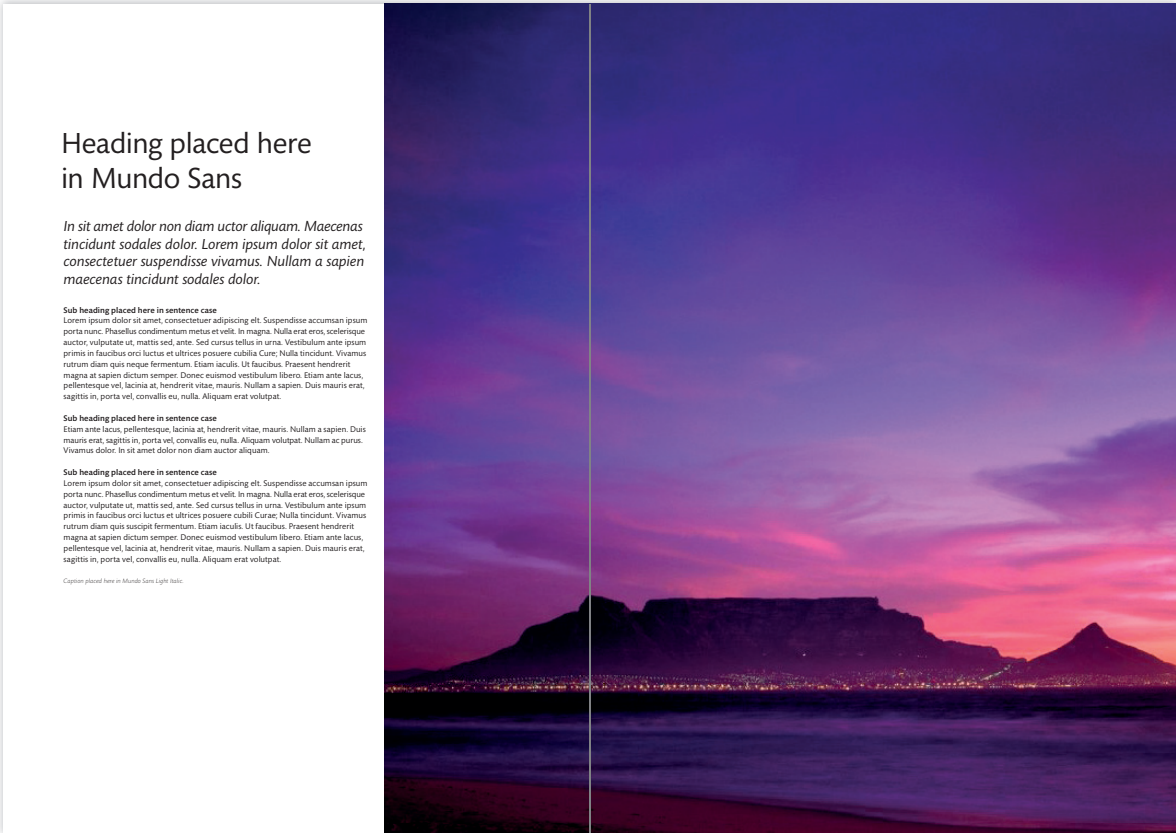 Heading placed here
in Mundo Sans
In sit amet dolor non diam uctor aliquam. Maecenas
tincidunt sodales dolor. Lorem ipsum dolor sit amet,
consectetuer suspendisse vivamus. Nullam a sapien
maecenas tincidunt sodales dolor.
Sub heading placed here in sentence case
Lorem ipsum dolor sit amet, consectetuer adipiscing elt. Suspendisse accumsan ipsum
porta nunc. Phasellus condimentum metus et velit. In magna. Nulla erat eros, scelerisque
auctor, vulputate ut, mattis sed, ante. Sed cursus tellus in urna. Vestibulum ante ipsum
primis in faucibus orci luctus et ultrices posuere cubilia Cure; Nulla tincidunt. Vivamus
rutrum diam quis neque fermentum. Etiam iaculis. Ut faucibus. Praesent hendrerit
magna at sapien dictum semper. Donec euismod vestibulum libero. Etiam ante lacus,
pellentesque vel, lacinia at, hendrerit vitae, mauris. Nullam a sapien. Duis mauris erat,
sagittis in, porta vel, convallis eu, nulla. Aliquam erat volutpat.
Sub heading placed here in sentence case
Etiam ante lacus, pellentesque, lacinia at, hendrerit vitae, mauris. Nullam a sapien. Duis
mauris erat, sagittis in, porta vel, convallis eu, nulla. Aliquam volutpat. Nullam ac purus.
Vivamus dolor. In sit amet dolor non diam auctor aliquam.
Sub heading placed here in sentence case
Lorem ipsum dolor sit amet, consectetuer adipiscing elt. Suspendisse accumsan ipsum
porta nunc. Phasellus condimentum metus et velit. In magna. Nulla erat eros, scelerisque
auctor, vulputate ut, mattis sed, ante. Sed cursus tellus in urna. Vestibulum ante ipsum
primis in faucibus orci luctus et ultrices posuere cubili Curae; Nulla tincidunt. Vivamus
rutrum diam quis suscipit fermentum. Etiam iaculis. Ut faucibus. Praesent hendrerit
magna at sapien dictum semper. Donec euismod vestibulum libero. Etiam ante lacus,
pellentesque vel, lacinia at, hendrerit vitae, mauris. Nullam a sapien. Duis mauris erat,
sagittis in, porta vel, convallis eu, nulla. Aliquam erat volutpat.
Caption placed here in Mundo Sans Light Italic.